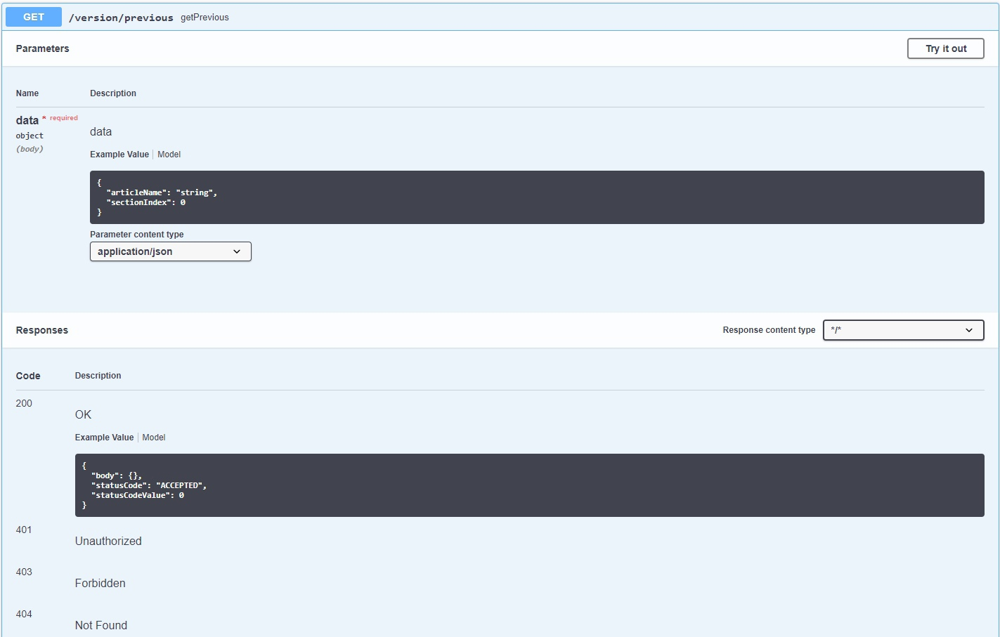 GET /version/previous getPrevious
Parameters Try it out
Name Description
data * required
object
(body)
data
Example Value Model
{
"articleName": "string",
"sectionIndex": 0
}
Parameter content type
application/json
Responses Response content type */*
Code Description
200
OK
Example Value Model
{
"body": {},
"statusCode": "ACCEPTED",
"statusCodeValue": 0
}
401
Unauthorized
403
Forbidden
404
Not Found